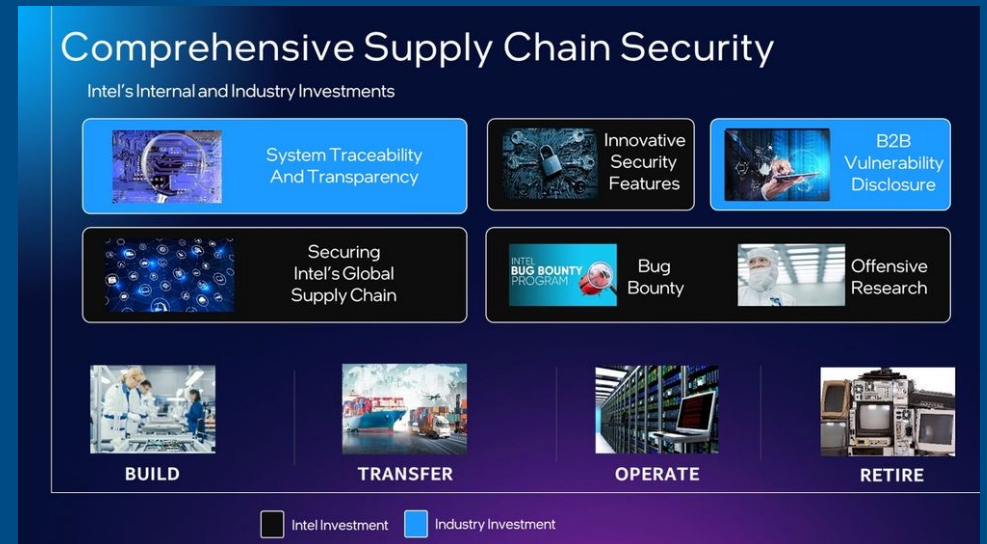 Comprehensive Supply Chain Security
Intel's Internal and Industry Investments
System Traceability
And Transparency
Innovative
Security
Features
B2B
Vulnerability
Disclosure
Securing
Intel's Global
Supply Chain
INTEL
BUG BOUNTY
PROGRAM
Bug
Bounty
Offensive
Research
BUILD
TRANSFER
OPERATE
RETIRE
Intel Investment
Industry Investment